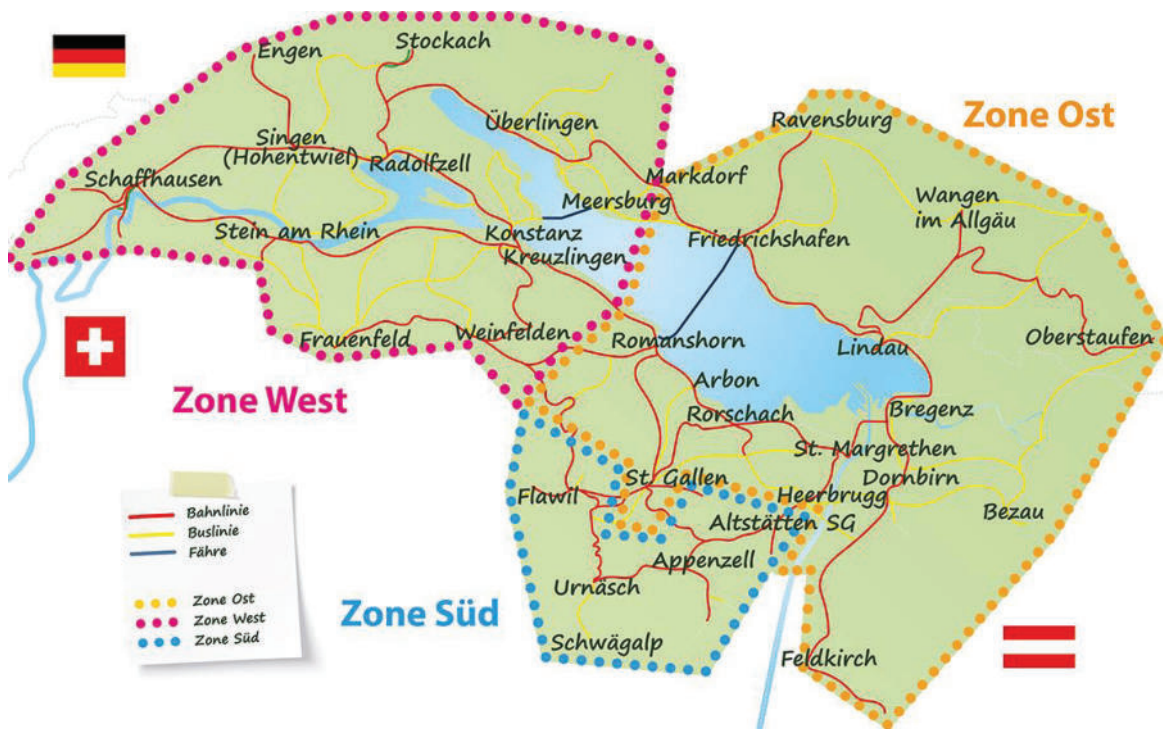 Engen
Stockach
Zone Ost
Überlingen
Ravensburg
Singen
(Hohentwiel)
Radolfzell
Schaffhausen
Markdorf
Wangen
im Allgäu
Meersburg
Stein am Rhein
Konstanz
Friedrichshafen
Kreuzlingen
Frauenfeld
Weinfelden
Romanshorn
Lindau
Oberstaufen
Zone West
Arbon
Rorschach
Bregenz
St. Margrethen
St. Gallen
Dornbirn
Flawil
Heerbrugg
Altstätten SG
Bezau
Appenzell
Urnäsch
Zone Süd
Schwägalp
Feldkirch
Bahnlinie
Buslinie
Fähre
Zone Ost
Zone West
Zone Süd